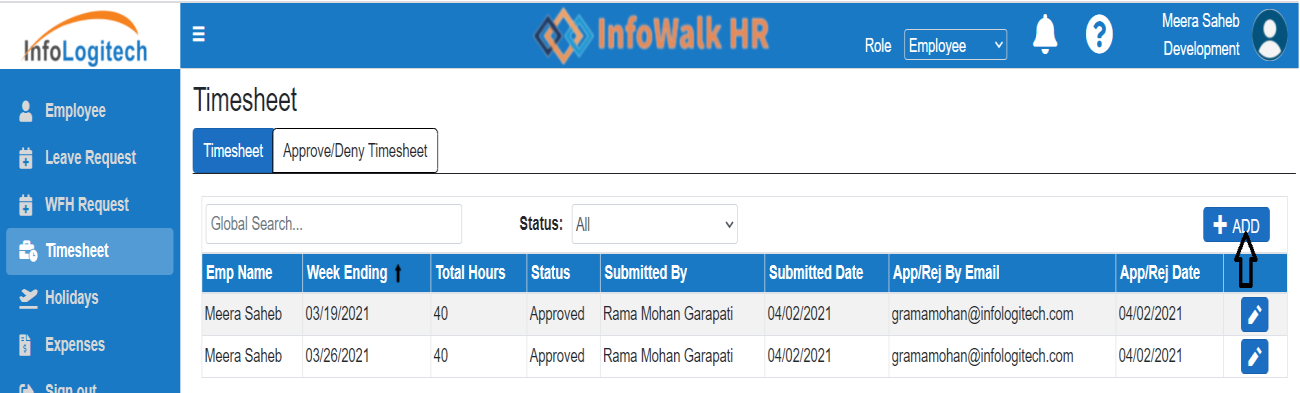 InfoLogitech
InfoWalk HR
Role Employee
?
Meera Saheb
Development
Employee
Leave Request
WFH Request
Timesheet
Holidays
Expenses
Sign out
Timesheet
Timesheet Approve/Deny Timesheet
Global Search... Status: All + ADD
Emp Name Week Ending Total Hours Status Submitted By Submitted Date App/Rej By Email App/Rej Date
Meera Saheb 03/19/2021 40 Approved Rama Mohan Garapati 04/02/2021 gramamohan@infologitech.com 04/02/2021
Meera Saheb 03/26/2021 40 Approved Rama Mohan Garapati 04/02/2021 gramamohan@infologitech.com 04/02/2021